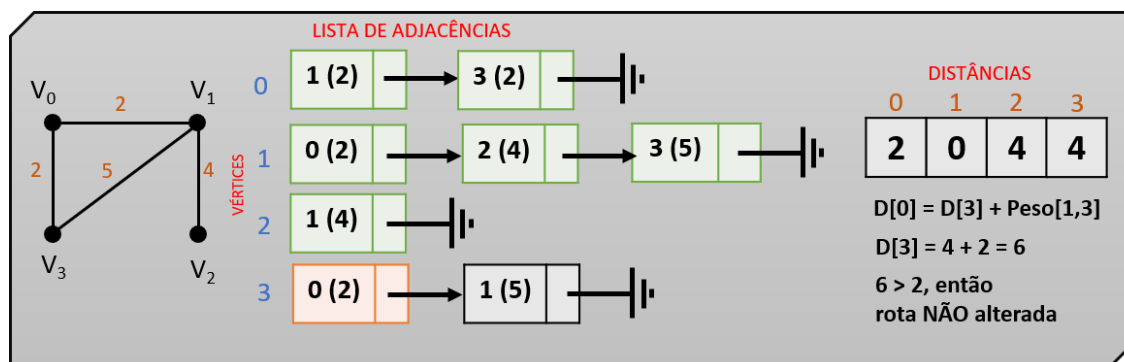 LISTA DE ADJACÊNCIAS
V0 V1
2
2 5 4
V3 V2
VÉRTICES
0 1 (2) 3 (2)
1 0 (2) 2 (4) 3 (5)
2 1 (4)
3 0 (2) 1 (5)
DISTÂNCIAS
0 1 2 3
2 0 4 4
D[0] = D[3] + Peso[1,3]
D[3] = 4 + 2 = 6
6 > 2, então
rota NÃO alterada